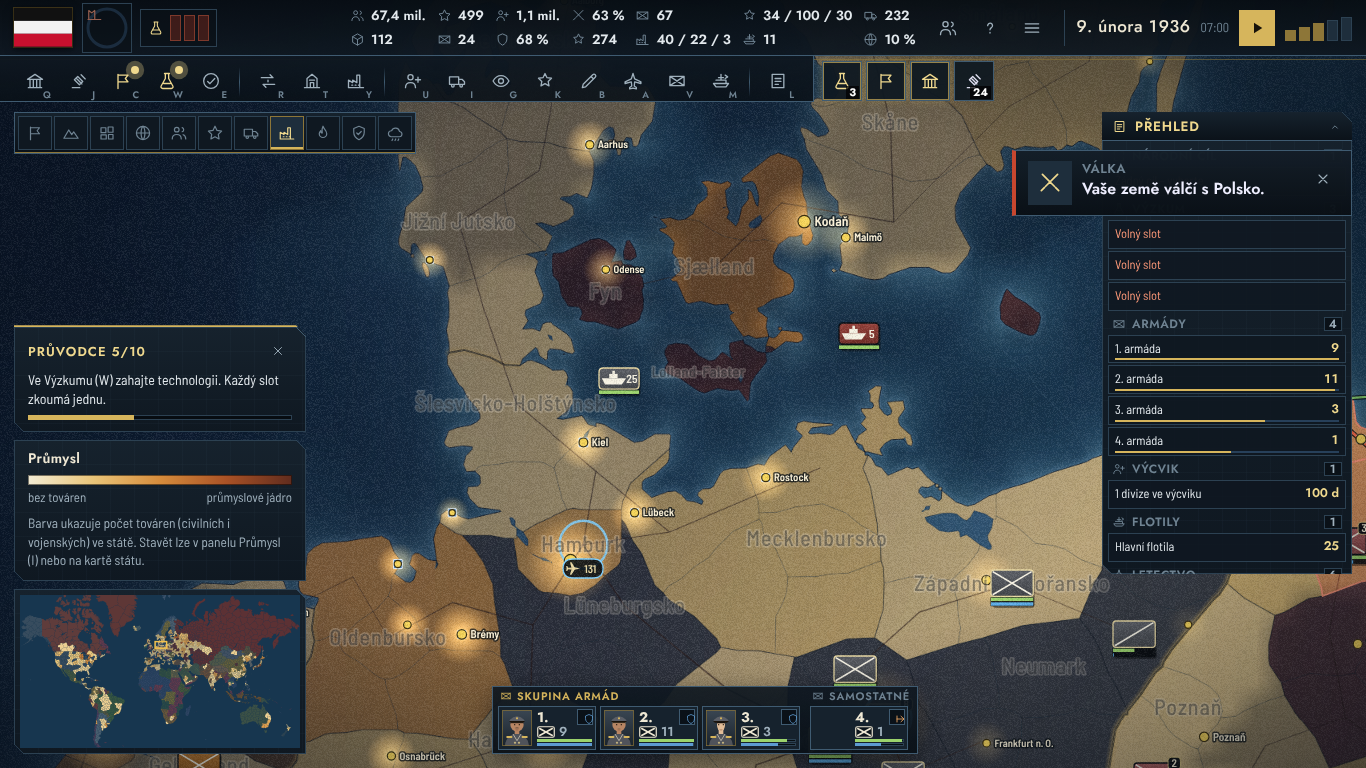 67,4 mil. 499 1,1 mil. 63 % 67 34 / 100 / 30 232
112 24 68 % 274 40 / 22 / 3 11 10 %
? 9. února 1936 07:00
Q J C W E R T Y U I G K B A V M L 3 24
PŘEHLED
VÁLKA
Vaše země válčí s Polsko.
Volný slot
Volný slot
Volný slot
ARMÁDY 4
1. armáda 9
2. armáda 11
3. armáda 3
4. armáda 1
VÝCVIK 1
1 divize ve výcviku 100 d
FLOTILY 1
Hlavní flotila 25
PRŮVODCE 5/10
Ve Výzkumu (W) zahajte technologii. Každý slot
zkoumá jednu.
Průmysl
bez továren průmyslové jádro
Barva ukazuje počet továren (civilních i
vojenských) ve státě. Stavět lze v panelu Průmysl
(I) nebo na kartě státu.
Skåne
Aarhus
Jižní Jutsko
Kodaň
Malmö
Odense
Sjælland
Fyn
5
Lolland-Falster
25
Šlesvicko-Holštýnsko
Kiel
Rostock
Lübeck
Hamburk
Mecklenbursko
131
Lüneburgsko
Oldenbursko
Brémy
Neumark
Poznaň
Poznaň
Frankfurt n. O.
Osnabrück
2
SKUPINA ARMÁD SAMOSTATNÉ
1. 2. 3. 4.
9 11 3 1